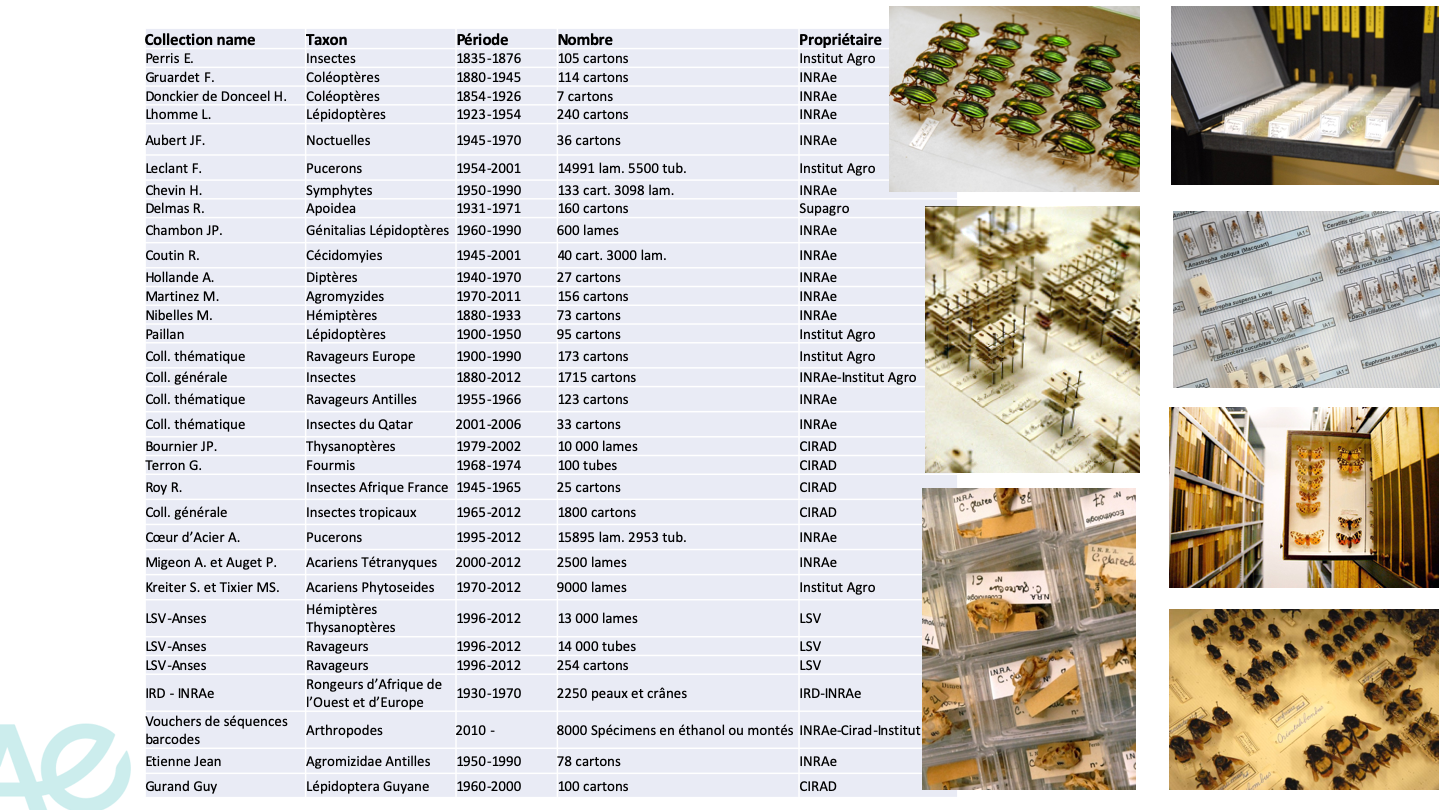 Collection name Taxon Période Nombre Propriétaire
Perris E. Insectes 1835-1876 105 cartons Institut Agro
Gruardet F. Coléoptères 1880-1945 114 cartons INRAe
Donckier de Donceel H. Coléoptères 1854-1926 7 cartons INRAe
Lhomme L. Lépidoptères 1923-1954 240 cartons INRAe
Aubert JF. Noctuelles 1945-1970 36 cartons INRAe
Leclant F. Pucerons 1954-2001 14991 lam. 5500 tub. Institut Agro
Chevin H. Symphytes 1950-1990 133 cart. 3098 lam. INRAe
Delmas R. Apoidea 1931-1971 160 cartons Supagro
Chambon JP. Génitalias Lépidoptères 1960-1990 600 lames INRAe
Coutin R. Cécidomyies 1945-2001 40 cart. 3000 lam. INRAe
Hollande A. Diptères 1940-1970 27 cartons INRAe
Martinez M. Agromyzides 1970-2011 156 cartons INRAe
Nibelles M. Hémiptères 1880-1933 73 cartons INRAe
Paillan Lépidoptères 1900-1950 95 cartons Institut Agro
Coll. thématique Ravageurs Europe 1900-1990 173 cartons Institut Agro
Coll. générale Insectes 1880-2012 1715 cartons INRAe-Institut Agro
Coll. thématique Ravageurs Antilles 1955-1966 123 cartons INRAe
Coll. thématique Insectes du Qatar 2001-2006 33 cartons INRAe
Bournier JP. Thysanoptères 1979-2002 10 000 lames CIRAD
Terron G. Fourmis 1968-1974 100 tubes CIRAD
Roy R. Insectes Afrique France 1945-1965 25 cartons CIRAD
Coll. générale Insectes tropicaux 1965-2012 1800 cartons CIRAD
Cœur d’Acier A. Pucerons 1995-2012 15895 lam. 2953 tub. INRAe
Migeon A. et Auget P. Acariens Tétranyques 2000-2012 2500 lames INRAe
Kreiter S. et Tixier MS. Acariens Phytoseides 1970-2012 9000 lames Institut Agro
LSV-Anses Hémiptères
Thysanoptères 1996-2012 13 000 lames LSV
LSV-Anses Ravageurs 1996-2012 14 000 tubes LSV
LSV-Anses Ravageurs 1996-2012 254 cartons LSV
IRD - INRAe Rongeurs d’Afrique de
l’Ouest et d’Europe 1930-1970 2250 peaux et crânes IRD-INRAe
Vouchers de séquences
barcodes Arthropodes 2010 - 8000 Spécimens en éthanol ou montés INRAe-Cirad-Institut
Etienne Jean Agromizidae Antilles 1950-1990 78 cartons INRAe
Gurand Guy Lépidoptera Guyane 1960-2000 100 cartons CIRAD
Anastrepha obliqua (Macquart)
Ceratitis rosa Karsch
Anastrepha suspensa Loew
Dacus ciliatus Loew
I.N.R.A.
Ecoéthologie
N° 61
41